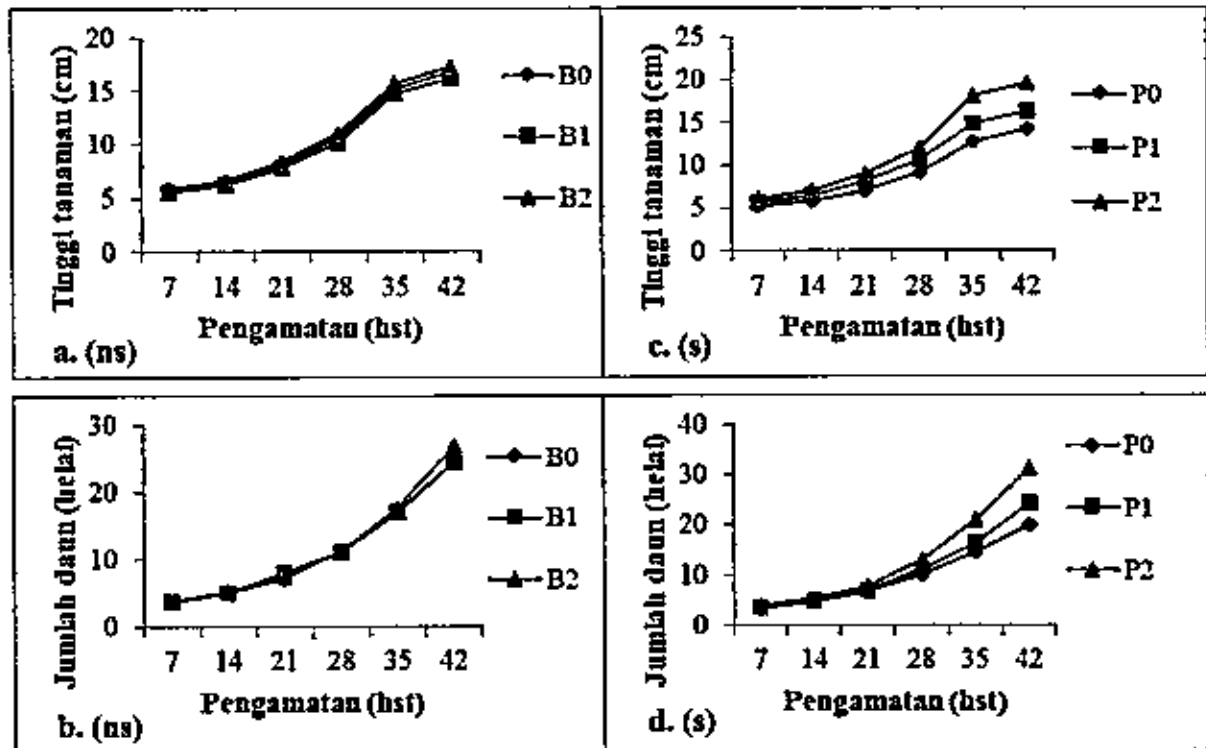 Tinggi tanaman (cm)
20
15
10
5
0
7 14 21 28 35 42
Pengamatan (hst)
B0
B1
B2
a. (ns)
Tinggi tanaman (cm)
25
20
15
10
5
0
7 14 21 28 35 42
Pengamatan (hst)
P0
P1
P2
c. (s)
Jumlah daun (helai)
30
20
10
0
7 14 21 28 35 42
Pengamatan (hst)
B0
B1
B2
b. (ns)
Jumlah daun (helai)
40
30
20
10
0
7 14 21 28 35 42
Pengamatan (hst)
P0
P1
P2
d. (s)